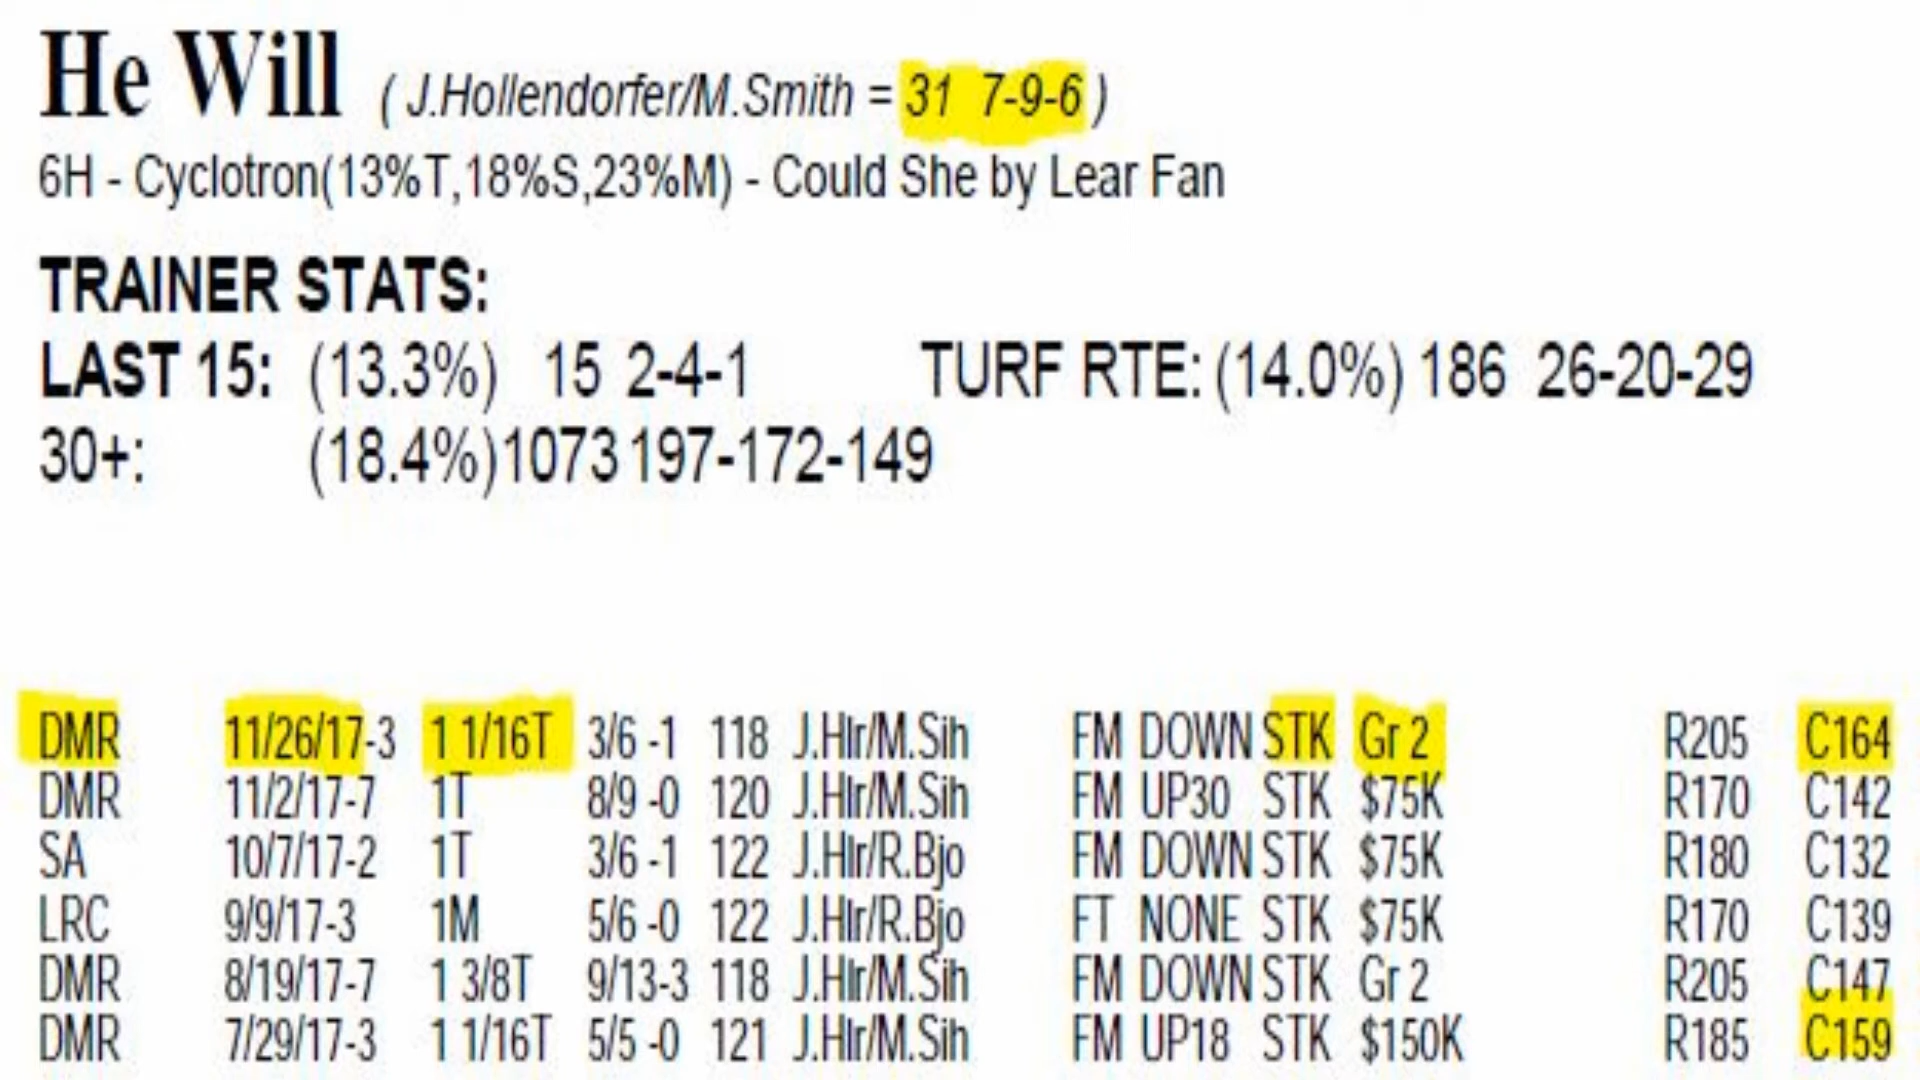 He Will ( J.Hollendorfer/M.Smith = 31 7-9-6 )
6H - Cyclotron(13%T,18%S,23%M) - Could She by Lear Fan
TRAINER STATS:
LAST 15: (13.3%) 15 2-4-1 TURF RTE: (14.0%) 186 26-20-29
30+: (18.4%)1073 197-172-149
DMR 11/26/17-3 1 1/16T 3/6 -1 118 J.Hlr/M.Sih FM DOWN STK Gr 2 R205 C164
DMR 11/2/17-7 1T 8/9 -0 120 J.Hlr/M.Sih FM UP30 STK $75K R170 C142
SA 10/7/17-2 1T 3/6 -1 122 J.Hlr/R.Bjo FM DOWN STK $75K R180 C132
LRC 9/9/17-3 1M 5/6 -0 122 J.Hlr/R.Bjo FT NONE STK $75K R170 C139
DMR 8/19/17-7 1 3/8T 9/13-3 118 J.Hlr/M.Sih FM DOWN STK Gr 2 R205 C147
DMR 7/29/17-3 1 1/16T 5/5 -0 121 J.Hlr/M.Sih FM UP18 STK $150K R185 C159